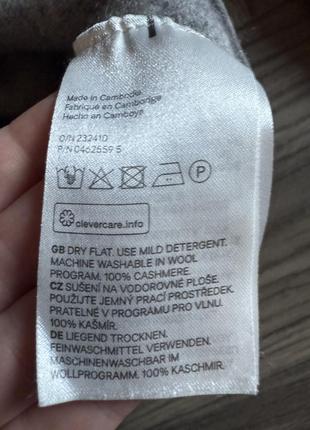 Made in Cambodia
Fabriqué en Cambodge
Hecho en Camboya
O/N 232410
P/N 0462559 5
P
clevercare.info
GB DRY FLAT. USE MILD DETERGENT.
MACHINE WASHABLE IN WOOL
PROGRAM. 100% CASHMERE.
CZ SUŠENÍ NA VODOROVNÉ PLOŠE.
POUŽIJTE JEMNÝ PRACÍ PROSTŘEDEK.
PRATELNÉ V PROGRAMU PRO VLNU.
100% KAŠMÍR.
DE LIEGEND TROCKNEN.
FEINWASCHMITTEL VERWENDEN.
MASCHINENWASCHBAR IM
WOLLPROGRAMM. 100% KASCHMIR.